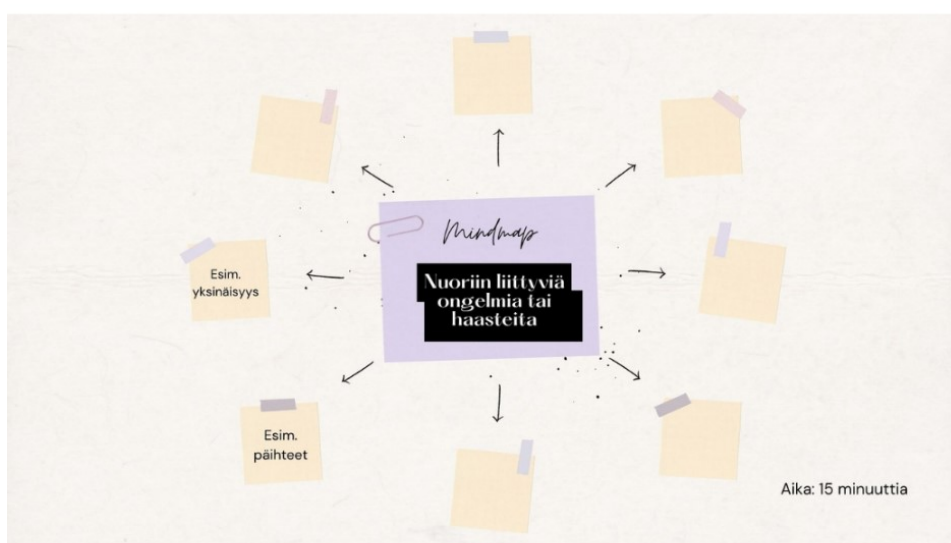 Mindmap
Nuoriin liittyviä
ongelmia tai
haasteita
Esim.
yksinäisyys
Esim.
päihteet
Aika: 15 minuuttia